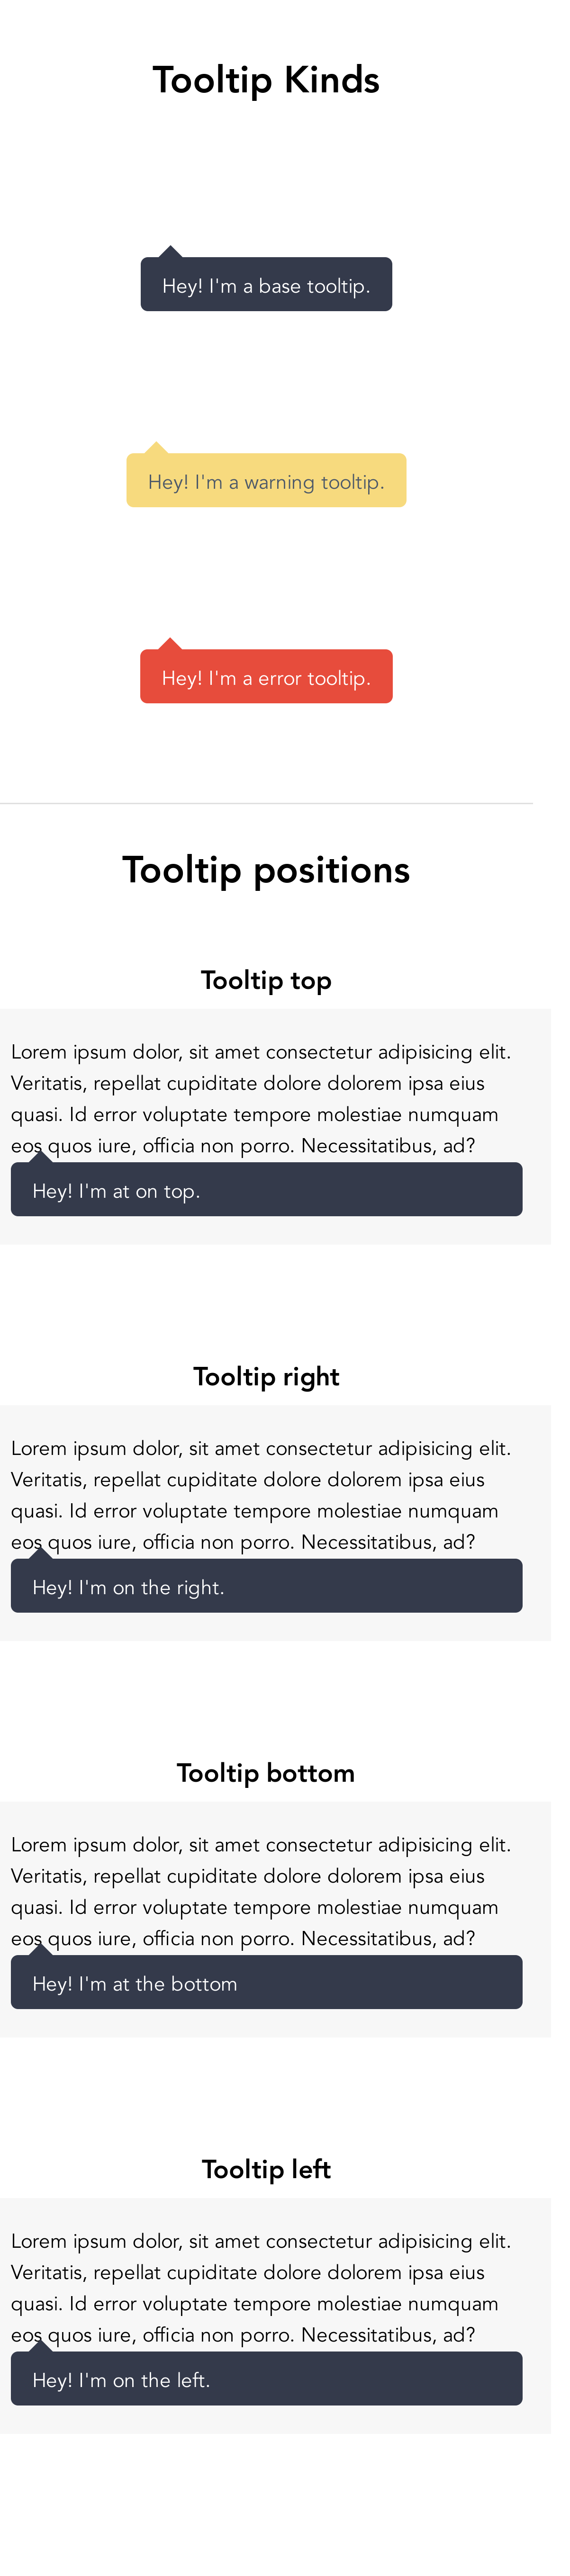 Tooltip Kinds
Hey! I'm a base tooltip.
Hey! I'm a warning tooltip.
Hey! I'm a error tooltip.
Tooltip positions
Tooltip top
Lorem ipsum dolor, sit amet consectetur adipisicing elit.
Veritatis, repellat cupiditate dolore dolorem ipsa eius
quasi. Id error voluptate tempore molestiae numquam
eos quos iure, officia non porro. Necessitatibus, ad?
Hey! I'm at on top.
Tooltip right
Lorem ipsum dolor, sit amet consectetur adipisicing elit.
Veritatis, repellat cupiditate dolore dolorem ipsa eius
quasi. Id error voluptate tempore molestiae numquam
eos quos iure, officia non porro. Necessitatibus, ad?
Hey! I'm on the right.
Tooltip bottom
Lorem ipsum dolor, sit amet consectetur adipisicing elit.
Veritatis, repellat cupiditate dolore dolorem ipsa eius
quasi. Id error voluptate tempore molestiae numquam
eos quos iure, officia non porro. Necessitatibus, ad?
Hey! I'm at the bottom
Tooltip left
Lorem ipsum dolor, sit amet consectetur adipisicing elit.
Veritatis, repellat cupiditate dolore dolorem ipsa eius
quasi. Id error voluptate tempore molestiae numquam
eos quos iure, officia non porro. Necessitatibus, ad?
Hey! I'm on the left.